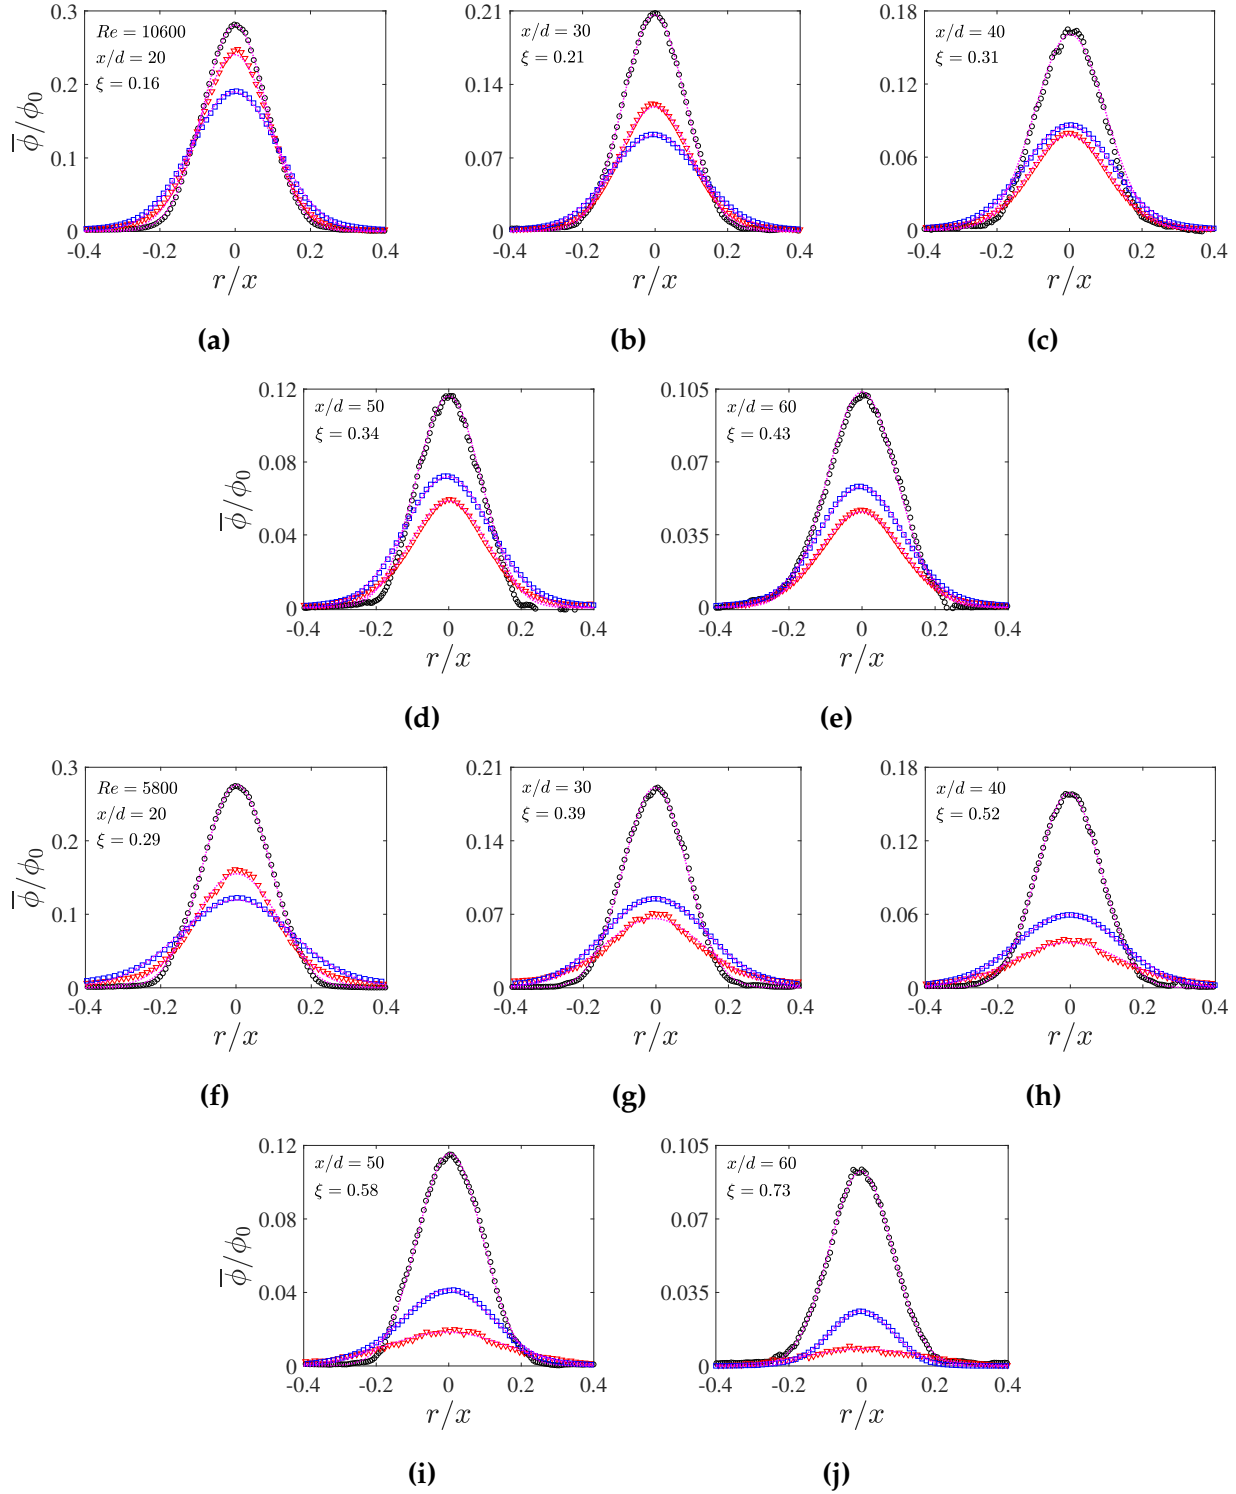 0.3
0.2
0.1
0
Re = 10600
x/d = 20
ξ = 0.16
ϕ̅/ϕ₀
-0.4 -0.2 0 0.2 0.4
r/x
(a)
0.21
0.14
0.07
0
x/d = 30
ξ = 0.21
-0.4 -0.2 0 0.2 0.4
r/x
(b)
0.18
0.12
0.06
0
x/d = 40
ξ = 0.31
-0.4 -0.2 0 0.2 0.4
r/x
(c)
0.12
0.08
0.04
0
x/d = 50
ξ = 0.34
ϕ̅/ϕ₀
-0.4 -0.2 0 0.2 0.4
r/x
(d)
0.105
0.07
0.035
0
x/d = 60
ξ = 0.43
-0.4 -0.2 0 0.2 0.4
r/x
(e)
0.3
0.2
0.1
0
Re = 5800
x/d = 20
ξ = 0.29
ϕ̅/ϕ₀
-0.4 -0.2 0 0.2 0.4
r/x
(f)
0.21
0.14
0.07
0
x/d = 30
ξ = 0.39
-0.4 -0.2 0 0.2 0.4
r/x
(g)
0.18
0.12
0.06
0
x/d = 40
ξ = 0.52
-0.4 -0.2 0 0.2 0.4
r/x
(h)
0.12
0.08
0.04
0
x/d = 50
ξ = 0.58
ϕ̅/ϕ₀
-0.4 -0.2 0 0.2 0.4
r/x
(i)
0.105
0.07
0.035
0
x/d = 60
ξ = 0.73
-0.4 -0.2 0 0.2 0.4
r/x
(j)